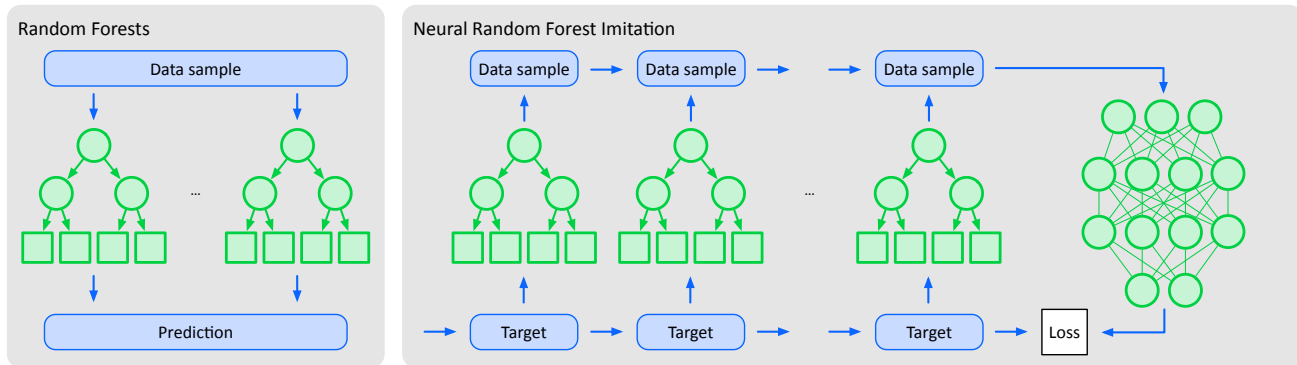 Random Forests
Data sample
...
Prediction
Neural Random Forest Imitation
Data sample
Data sample
Data sample
...
Target
Target
Target
Loss